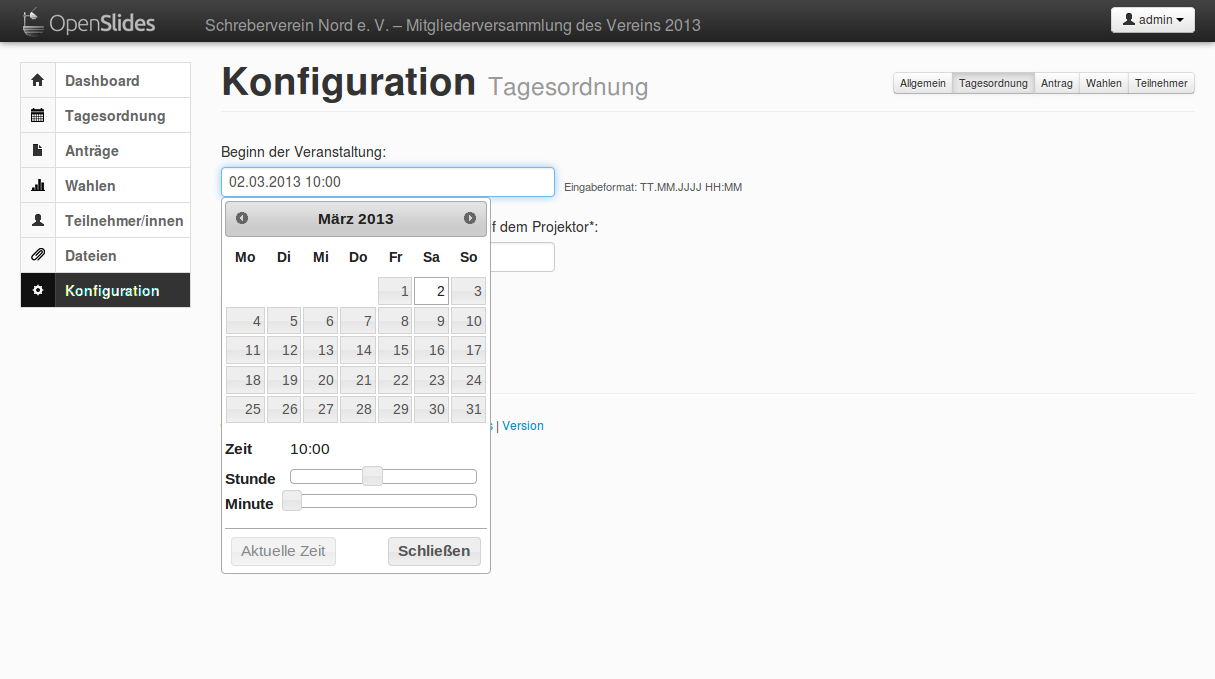 OpenSlides
Schreberverein Nord e. V. – Mitgliederversammlung des Vereins 2013
admin
Dashboard
Tagesordnung
Anträge
Wahlen
Teilnehmer/innen
Dateien
Konfiguration
Konfiguration Tagesordnung
Allgemein Tagesordnung Antrag Wahlen Teilnehmer
Beginn der Veranstaltung:
02.03.2013 10:00
Eingabeformat: TT.MM.JJJJ HH:MM
dem Projektor*:
März 2013
Mo Di Mi Do Fr Sa So
1 2 3
4 5 6 7 8 9 10
11 12 13 14 15 16 17
18 19 20 21 22 23 24
25 26 27 28 29 30 31
| Version
Zeit 10:00
Stunde
Minute
Aktuelle Zeit Schließen